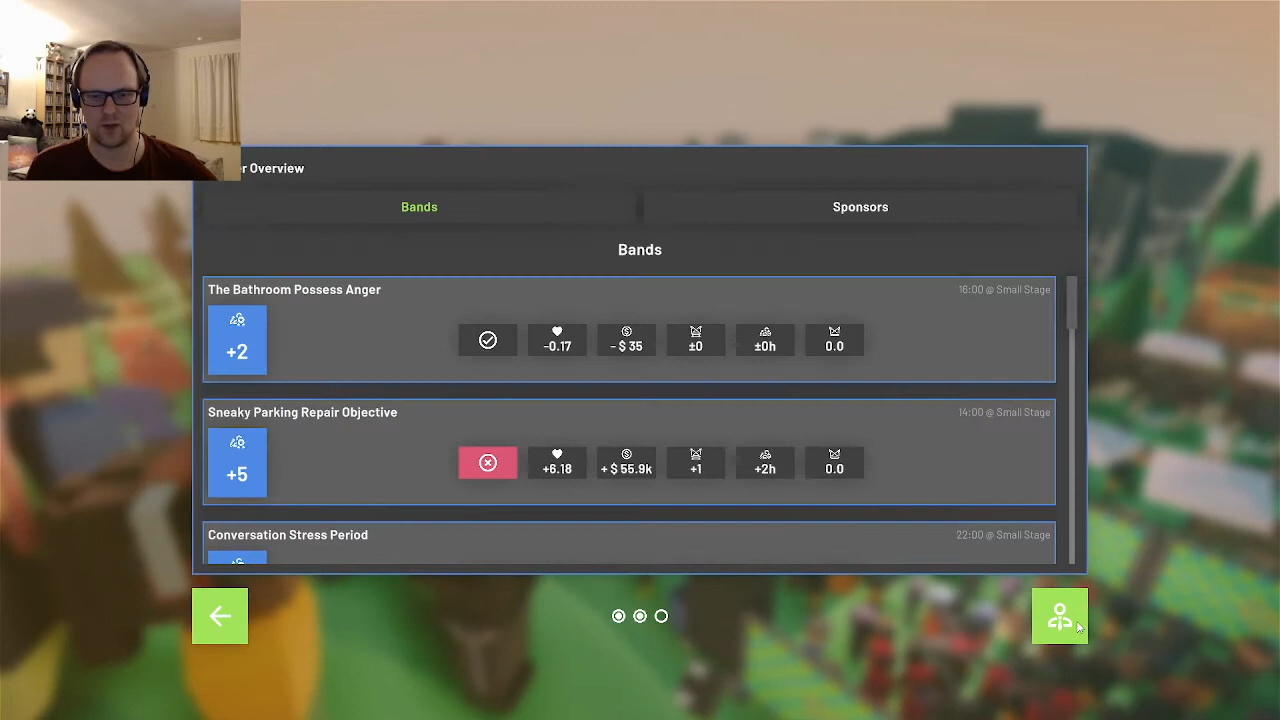 er Overview
Bands
Sponsors
Bands
The Bathroom Possess Anger
16:00 @ Small Stage
+2
-0.17
- $ 35
±0
±0h
0.0
Sneaky Parking Repair Objective
14:00 @ Small Stage
+5
+6.18
+ $ 55.9k
+1
+2h
0.0
Conversation Stress Period
22:00 @ Small Stage